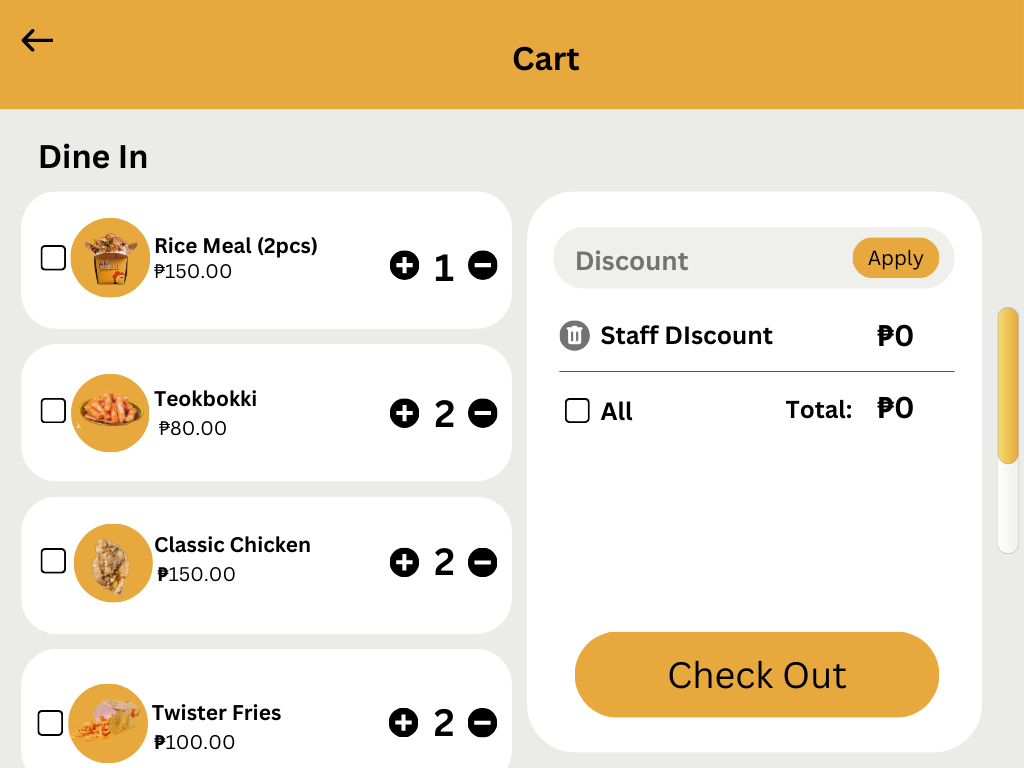 Cart
Dine In
Rice Meal (2pcs)
₱150.00
1
Teokbokki
₱80.00
2
Classic Chicken
₱150.00
2
Twister Fries
₱100.00
2
Discount
Apply
Staff DIscount ₱0
All Total: ₱0
Check Out